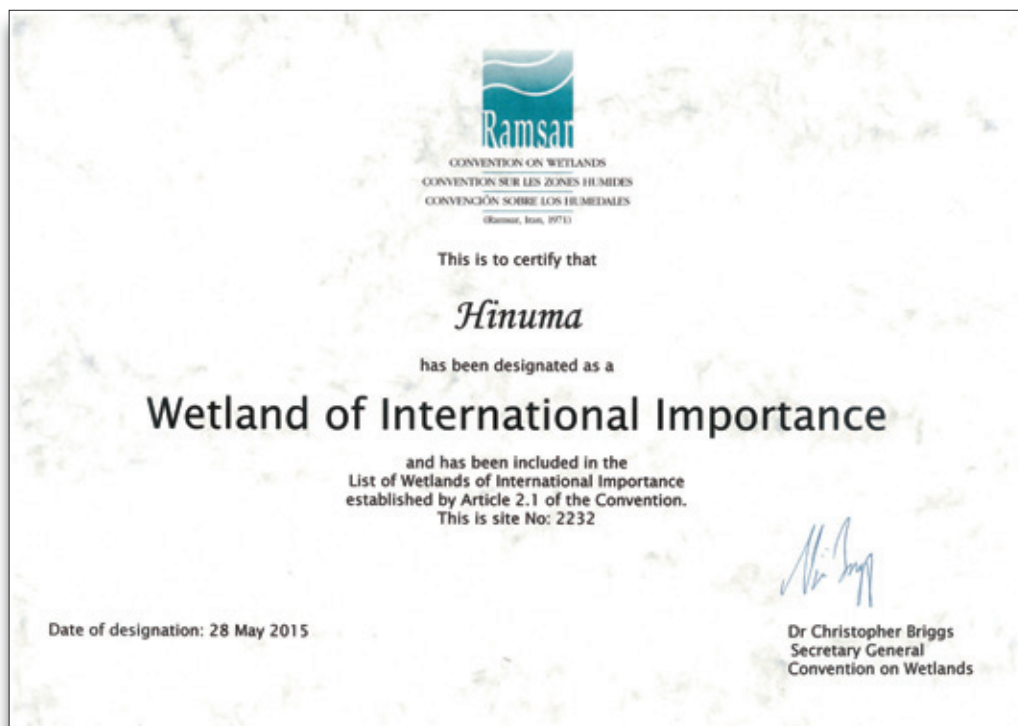 Ramsar
CONVENTION ON WETLANDS
CONVENTION SUR LES ZONES HUMIDES
CONVENCIÓN SOBRE LOS HUMEDALES
(Ramsar, Iran, 1971)
This is to certify that
Hinuma
has been designated as a
Wetland of International Importance
and has been included in the
List of Wetlands of International Importance
established by Article 2.1 of the Convention.
This is site No: 2232
Date of designation: 28 May 2015
Dr Christopher Briggs
Secretary General
Convention on Wetlands